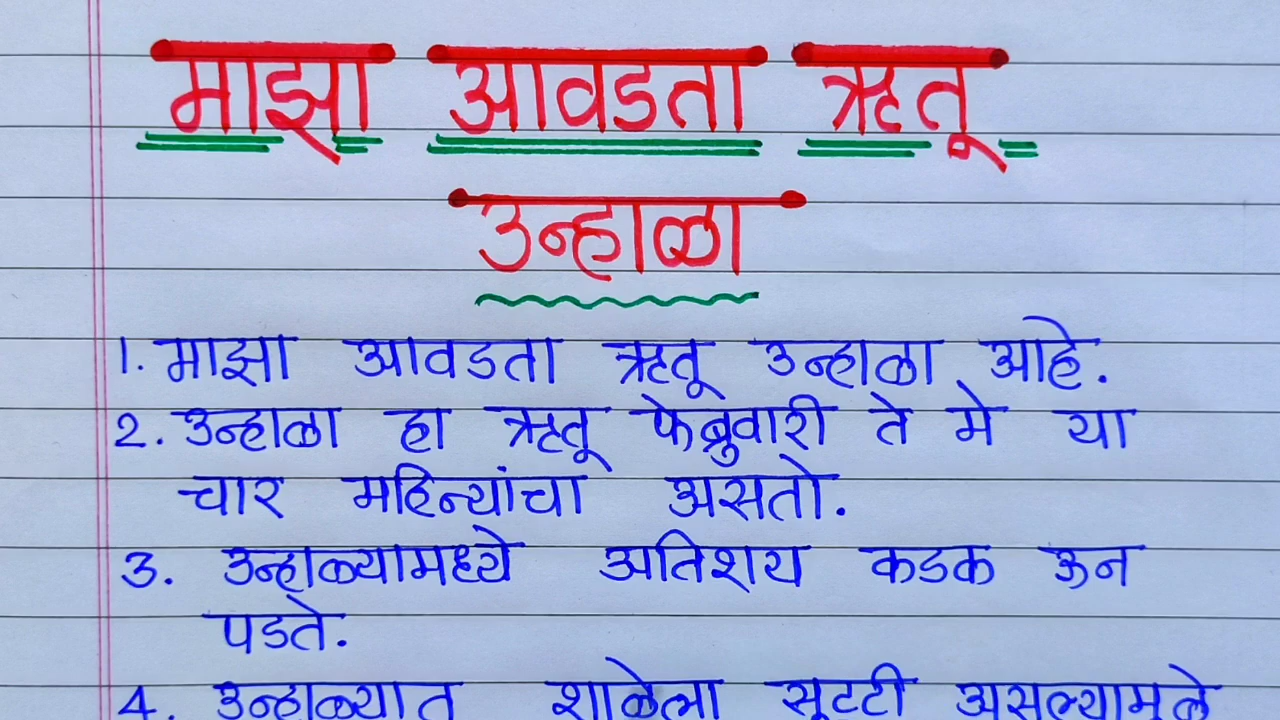 माझा आवडता ऋतू
उन्हाळा
1. माझा आवडता ऋतू उन्हाळा आहे.
2. उन्हाळा हा ऋतू फेब्रुवारी ते मे या
चार महिन्यांचा असतो.
3. उन्हाळ्यामध्ये अतिशय कडक ऊन
पडते.
4. उन्हाळ्यात शाळेला सूटटी असल्यामुळे